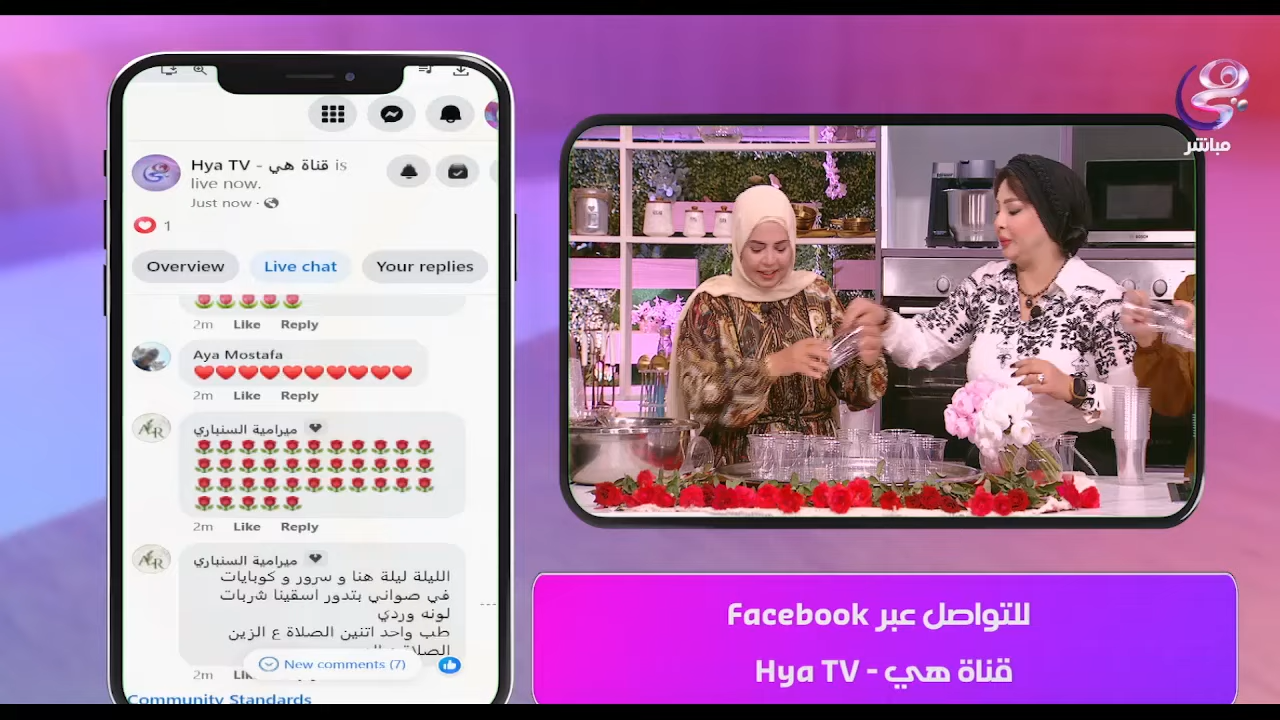 Hya TV - قناة هي is
live now.
Just now ·
1
Overview
Live chat
Your replies
🌹🌹🌹🌹🌹
2m Like Reply
Aya Mostafa
❤❤❤❤❤❤❤❤❤❤
2m Like Reply
ميرامية السنباري
🌹🌹🌹🌹🌹🌹🌹🌹🌹🌹🌹
🌹🌹🌹🌹🌹🌹🌹🌹🌹🌹🌹
🌹🌹🌹🌹🌹🌹🌹🌹🌹🌹🌹
🌹🌹🌹🌹🌹
2m Like Reply
ميرامية السنباري
الليلة ليلة هنا و سرور و كوبايات
في صواني بتدور اسقينا شربات
لونه وردي
طب واحد اتنين الصلاة ع الزين
New comments (7)
2m
Community Standards
مباشر
للتواصل عبر Facebook
Hya TV - قناة هي